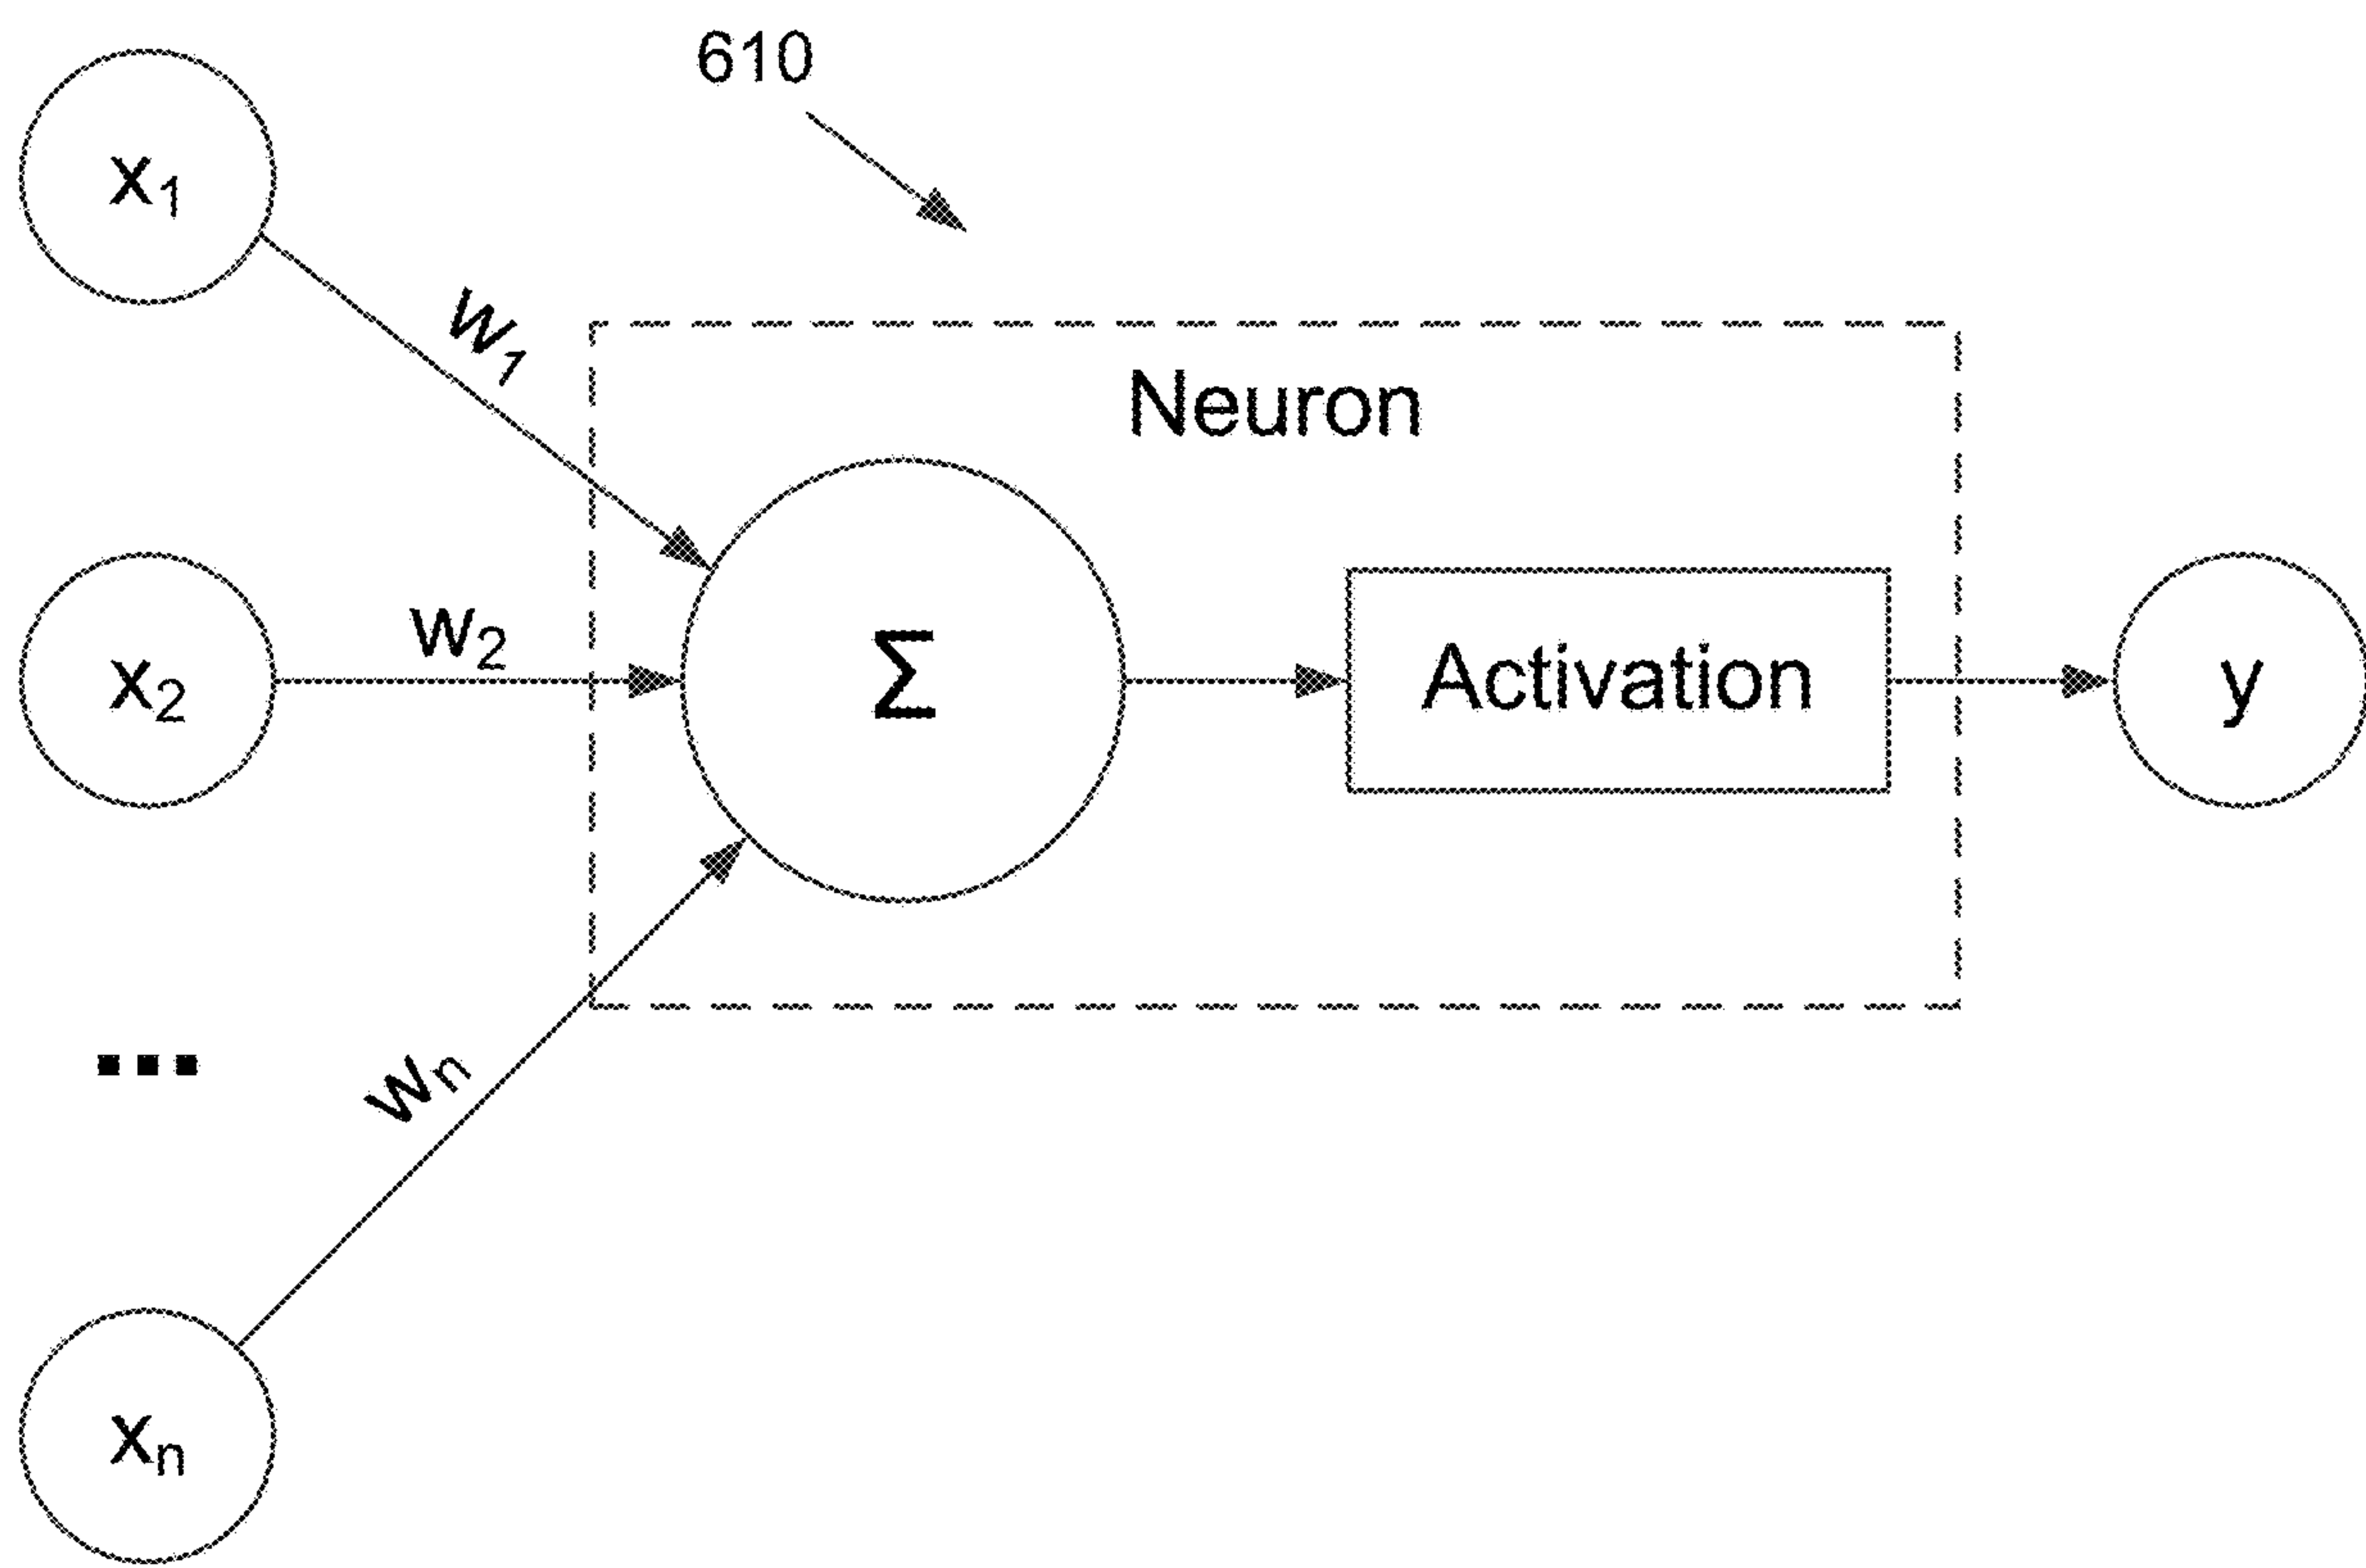 610
x₁
W₁
Neuron
x₂
w₂
Σ
Activation
y
...
wₙ
xₙ